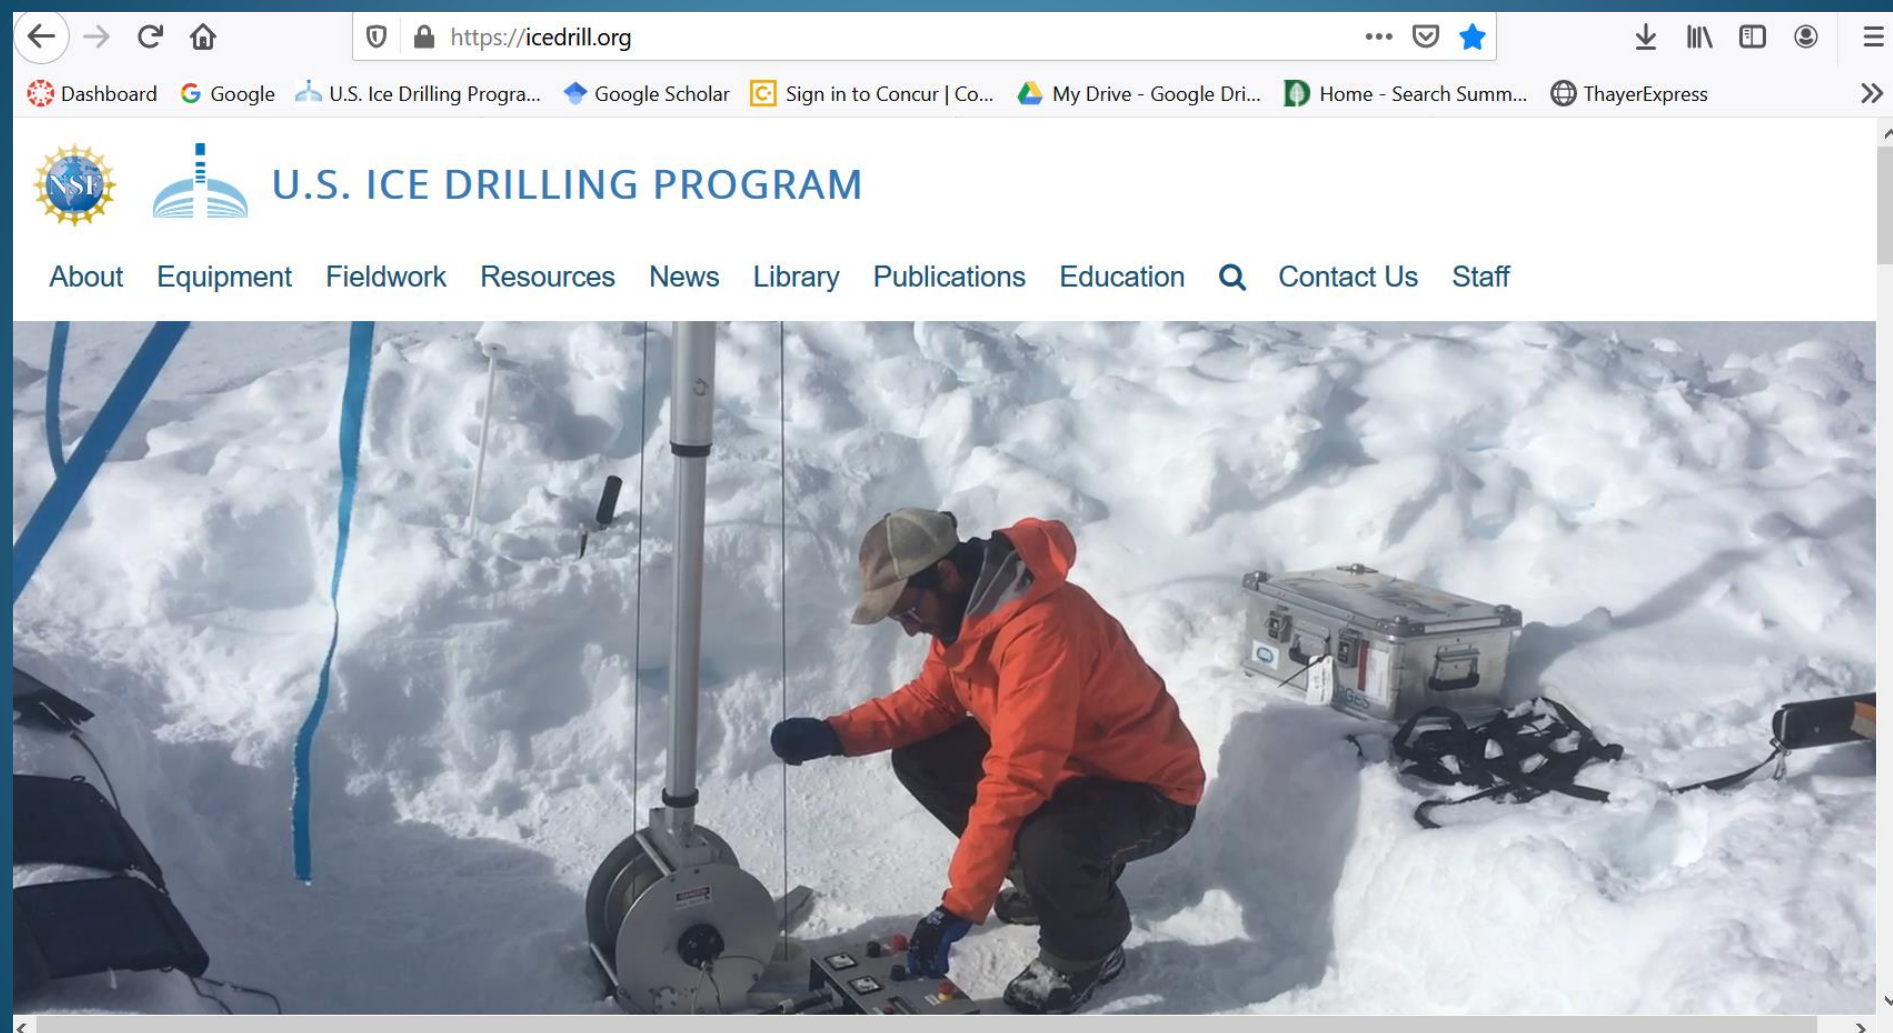 https://icedrill.org
Dashboard Google U.S. Ice Drilling Progra... Google Scholar Sign in to Concur | Co... My Drive - Google Dri... Home - Search Summ... ThayerExpress
NSF U.S. ICE DRILLING PROGRAM
About Equipment Fieldwork Resources News Library Publications Education Contact Us Staff